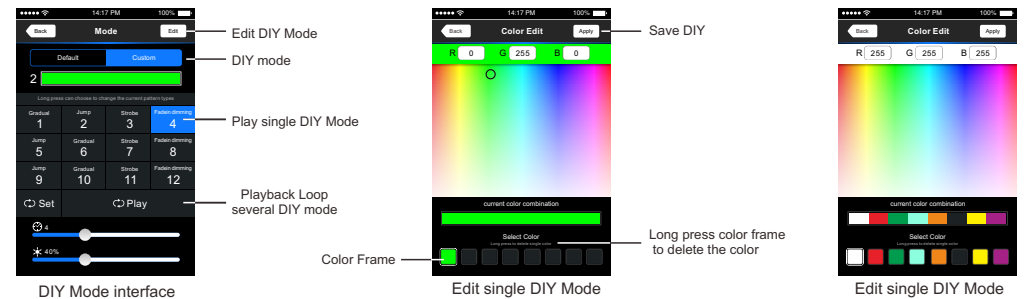 14:17 PM 100%
Back Mode Edit
Default Custom
2
Long press can choose to change the current pattern types
Gradual Jump Strobe Fadein dimming
1 2 3 4
Jump Gradual Strobe Fadein dimming
5 6 7 8
Jump Gradual Strobe Fadein dimming
9 10 11 12
Set Play
4
40%
Edit DIY Mode
DIY mode
Play single DIY Mode
Playback Loop
several DIY mode
DIY Mode interface
14:17 PM 100%
Back Color Edit Apply
R 0 G 255 B 0
current color combination
Select Color
Long press to delete single color
Save DIY
Long press color frame
to delete the color
Color Frame
Edit single DIY Mode
14:17 PM 100%
Back Color Edit Apply
R 255 G 255 B 255
current color combination
Select Color
Long press to delete single color
Edit single DIY Mode